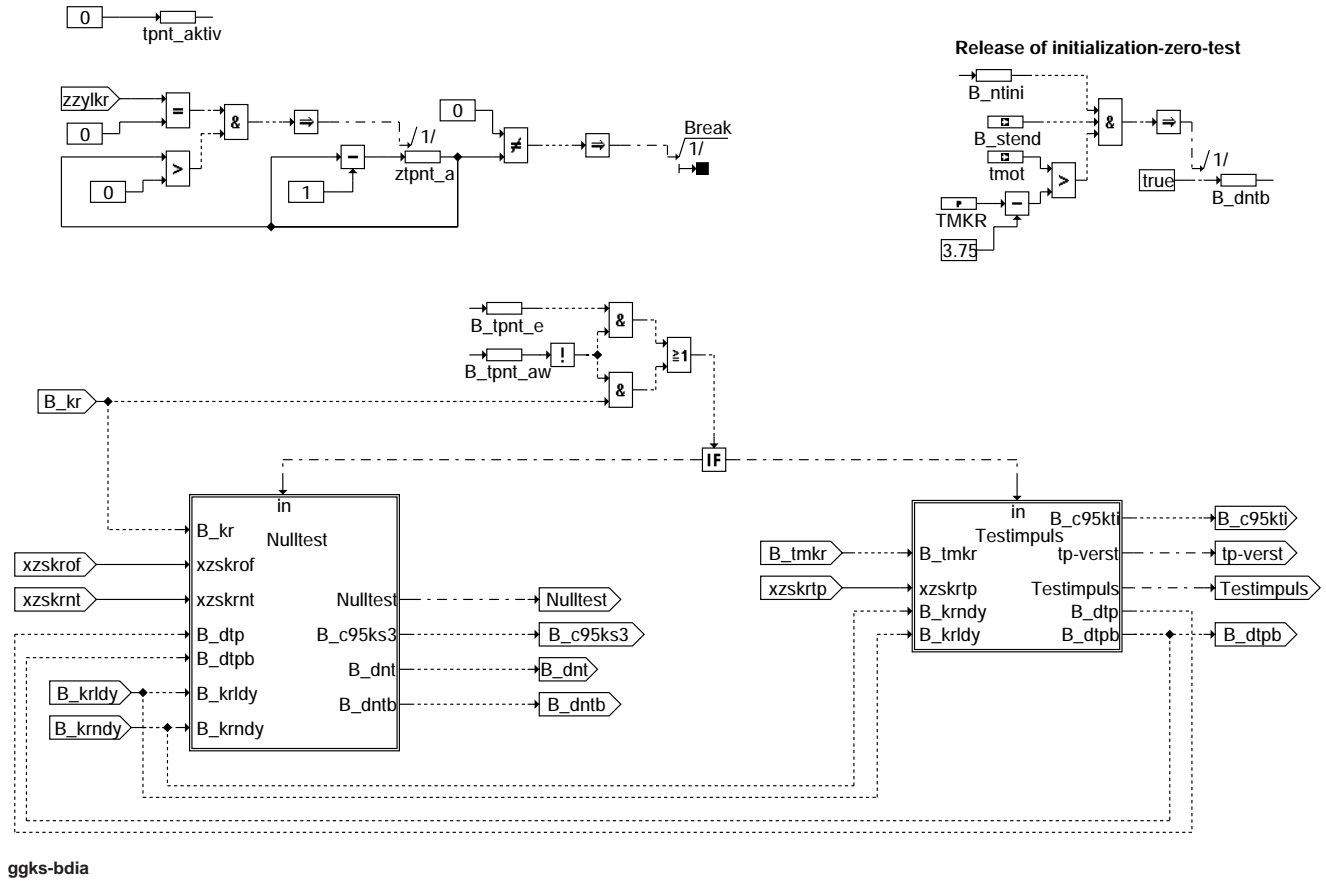 0
tpnt_aktiv
Release of initialization-zero-test
B_ntini
zzylkr
=
0
&
⇒
1/
0
≠
⇒
Break
1/
B_stend
&
⇒
1/
>
0
-
1
ztpnt_a
tmot
>
true
B_dntb
P
TMKR
-
3.75
B_tpnt_e
&
B_tpnt_aw
!
≧1
B_kr
&
IF
in
B_kr
Nulltest
xzskrof
xzskrof
xzskrnt
xzskrnt
Nulltest
Nulltest
B_dtp
B_c95ks3
B_c95ks3
B_dtpb
B_dnt
B_dnt
B_krldy
B_krldy
B_dntb
B_dntb
B_krndy
B_krndy
in
B_c95kti
B_c95kti
Testimpuls
B_tmkr
B_tmkr
tp-verst
tp-verst
xzskrtp
xzskrtp
Testimpuls
Testimpuls
B_krndy
B_dtp
B_krldy
B_dtpb
B_dtpb
ggks-bdia